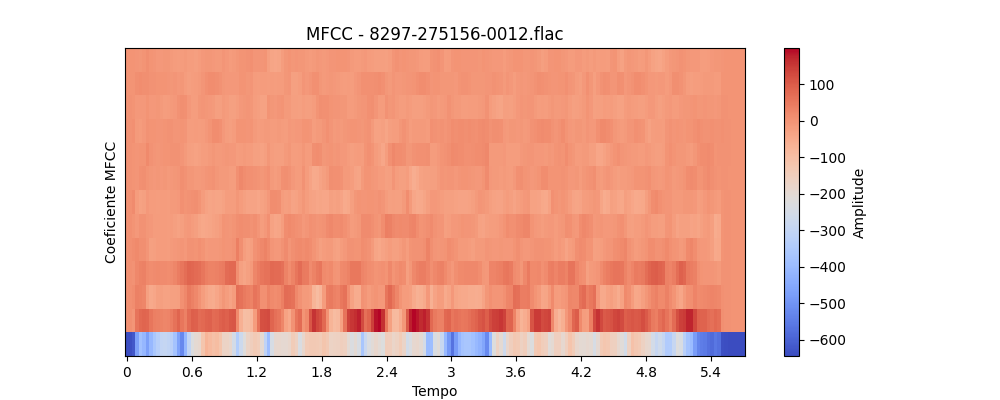 MFCC - 8297-275156-0012.flac
Coeficiente MFCC
0 0.6 1.2 1.8 2.4 3 3.6 4.2 4.8 5.4
Tempo
100
0
−100
−200
−300
−400
−500
−600
Amplitude